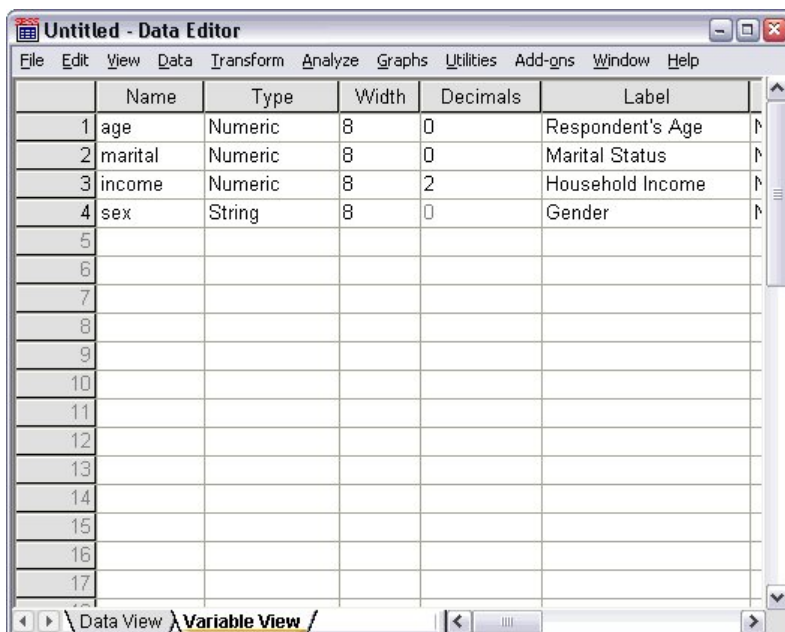 SPSS
Untitled - Data Editor
File Edit View Data Transform Analyze Graphs Utilities Add-ons Window Help
Name Type Width Decimals Label
1 age Numeric 8 0 Respondent's Age N
2 marital Numeric 8 0 Marital Status N
3 income Numeric 8 2 Household Income N
4 sex String 8 0 Gender N
5
6
7
8
9
10
11
12
13
14
15
16
17
Data View Variable View